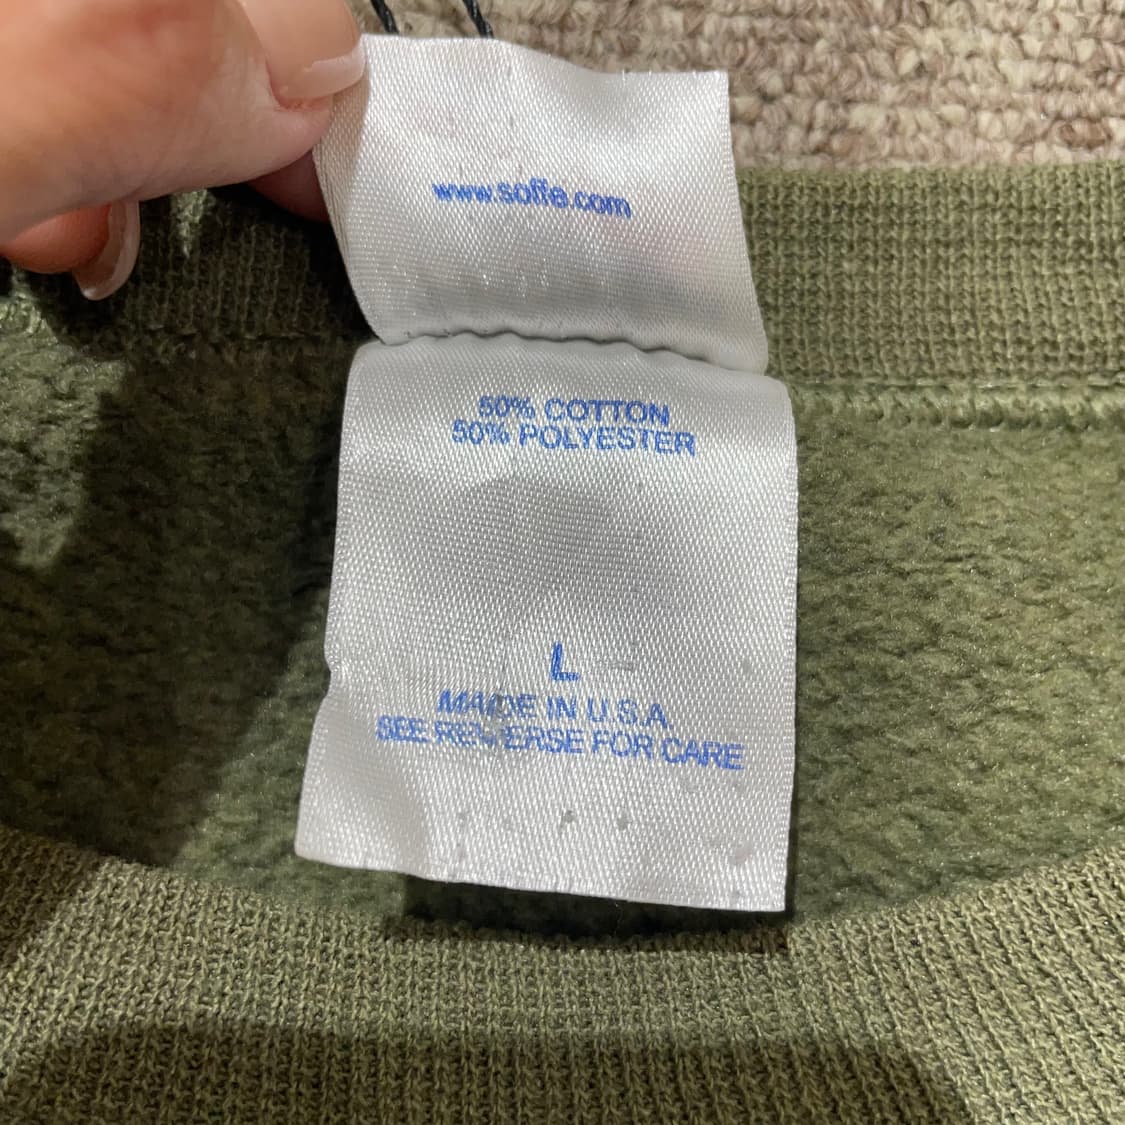 www.soffe.com
50% COTTON
50% POLYESTER
L
MADE IN U.S.A.
SEE REVERSE FOR CARE